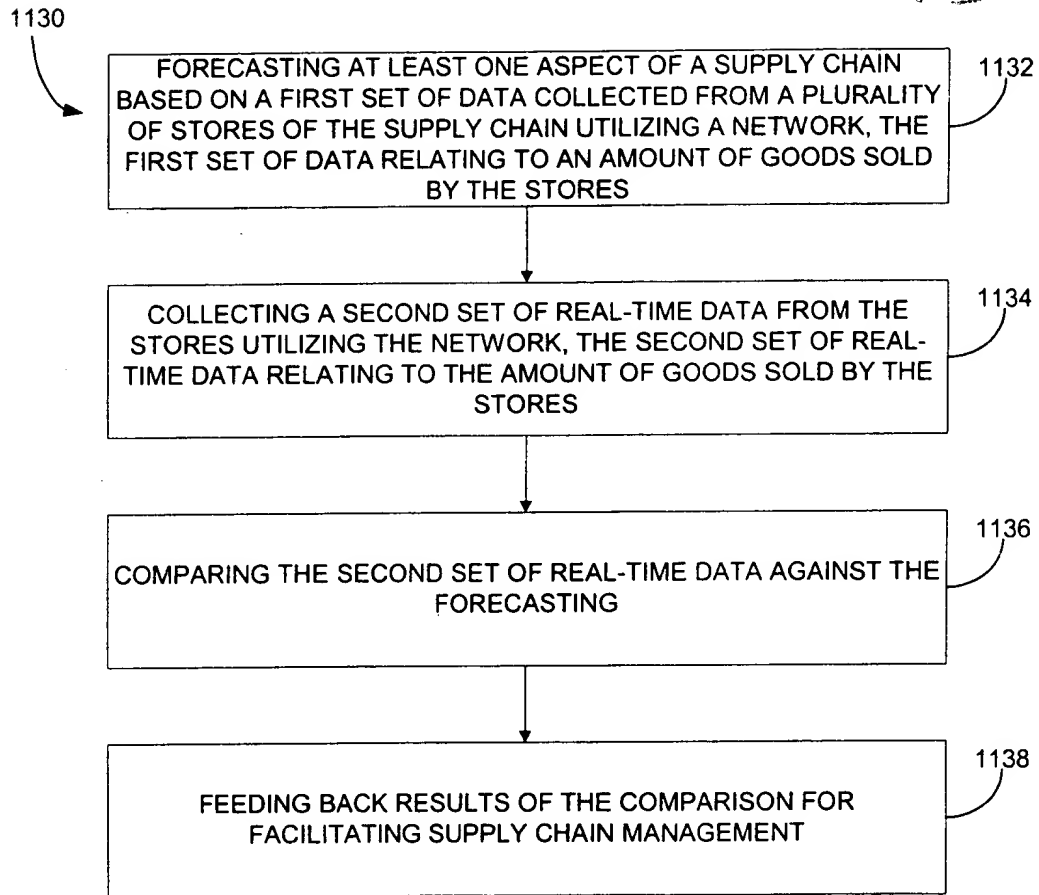 1130
FORECASTING AT LEAST ONE ASPECT OF A SUPPLY CHAIN
BASED ON A FIRST SET OF DATA COLLECTED FROM A PLURALITY
OF STORES OF THE SUPPLY CHAIN UTILIZING A NETWORK, THE
FIRST SET OF DATA RELATING TO AN AMOUNT OF GOODS SOLD
BY THE STORES
1132
COLLECTING A SECOND SET OF REAL-TIME DATA FROM THE
STORES UTILIZING THE NETWORK, THE SECOND SET OF REAL-
TIME DATA RELATING TO THE AMOUNT OF GOODS SOLD BY THE
STORES
1134
COMPARING THE SECOND SET OF REAL-TIME DATA AGAINST THE
FORECASTING
1136
FEEDING BACK RESULTS OF THE COMPARISON FOR
FACILITATING SUPPLY CHAIN MANAGEMENT
1138